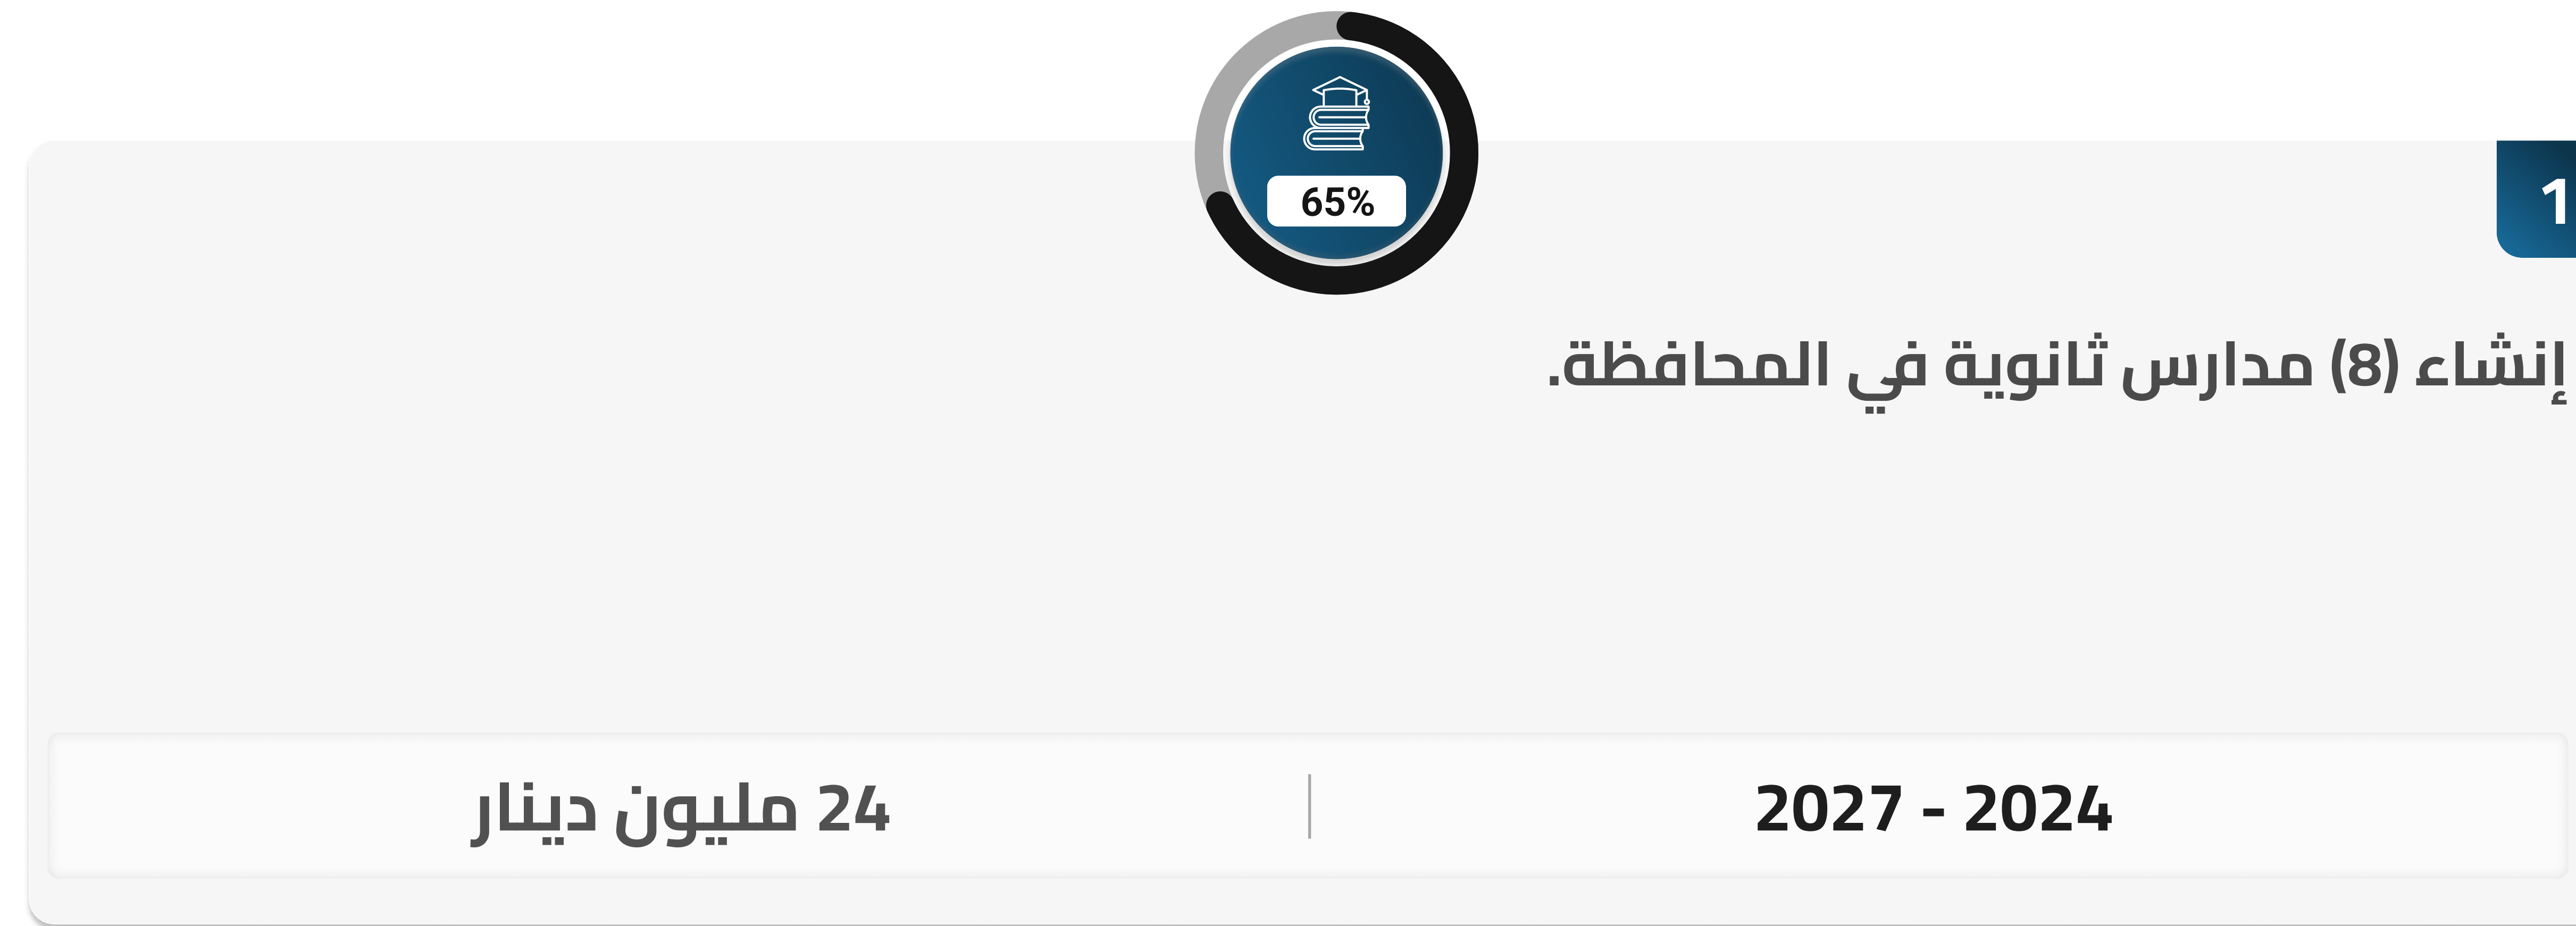 65%
1
إنشاء (8) مدارس ثانوية في المحافظة.
2024 - 2027
24 مليون دينار